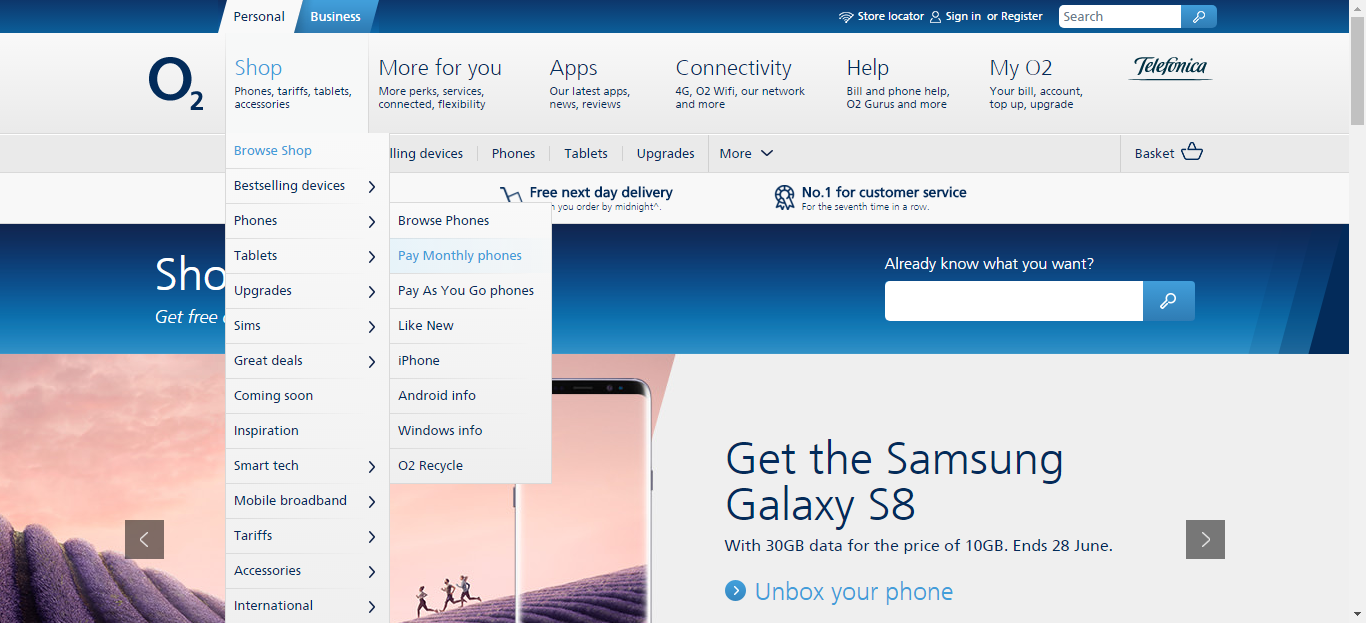 Personal
Business
Store locator
Sign in or Register
Search
O2
Shop
Phones, tariffs, tablets,
accessories
More for you
More perks, services,
connected, flexibility
Apps
Our latest apps,
news, reviews
Connectivity
4G, O2 Wifi, our network
and more
Help
Bill and phone help,
O2 Gurus and more
My O2
Your bill, account,
top up, upgrade
Telefónica
Browse Shop
lling devices
Phones
Tablets
Upgrades
More
Basket
Bestselling devices
Phones
Tablets
Upgrades
Sims
Great deals
Coming soon
Inspiration
Smart tech
Mobile broadband
Tariffs
Accessories
International
Browse Phones
Pay Monthly phones
Pay As You Go phones
Like New
iPhone
Android info
Windows info
O2 Recycle
Free next day delivery
you order by midnight^.
No.1 for customer service
For the seventh time in a row.
Sho
Get free
Already know what you want?
Get the Samsung
Galaxy S8
With 30GB data for the price of 10GB. Ends 28 June.
Unbox your phone